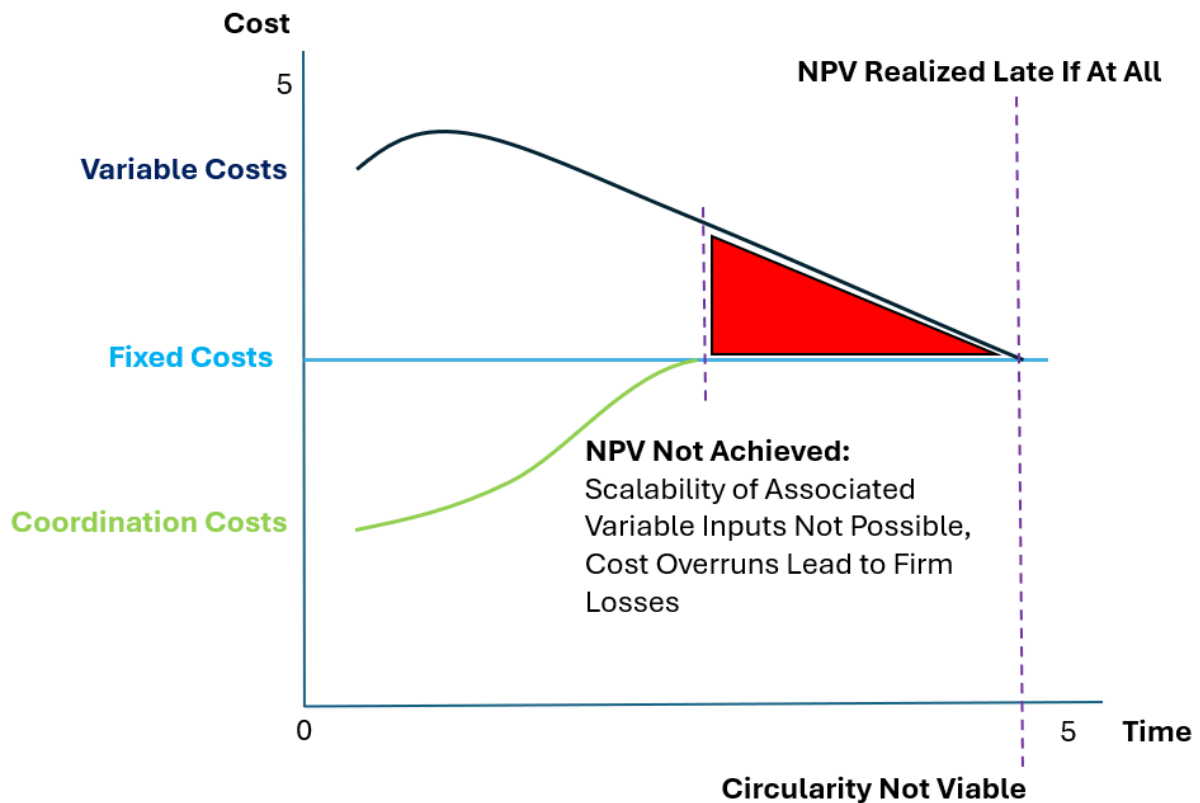 Cost
NPV Realized Late If At All
5
Variable Costs
Fixed Costs
NPV Not Achieved:
Scalability of Associated
Variable Inputs Not Possible,
Cost Overruns Lead to Firm
Losses
Coordination Costs
0
5
Time
Circularity Not Viable